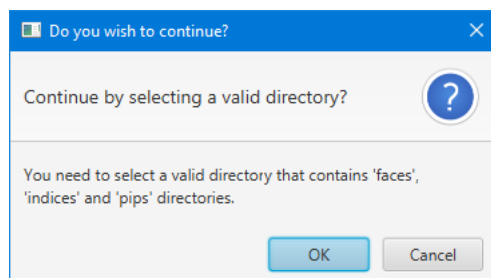 Do you wish to continue?
Continue by selecting a valid directory?
You need to select a valid directory that contains 'faces',
'indices' and 'pips' directories.
OK
Cancel